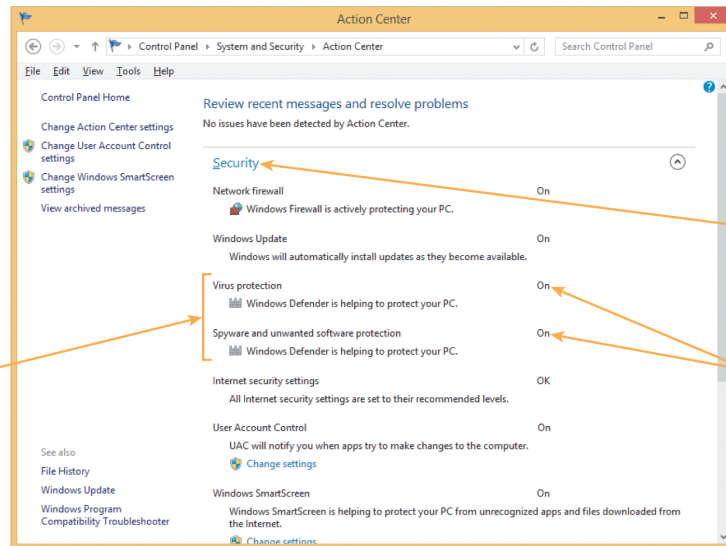 Action Center
Control Panel ▸ System and Security ▸ Action Center
Search Control Panel
File Edit View Tools Help
Control Panel Home
Change Action Center settings
Change User Account Control
settings
Change Windows SmartScreen
settings
View archived messages
See also
File History
Windows Update
Windows Program
Compatibility Troubleshooter
Review recent messages and resolve problems
No issues have been detected by Action Center.
Security
Network firewall On
Windows Firewall is actively protecting your PC.
Windows Update On
Windows will automatically install updates as they become available.
Virus protection On
Windows Defender is helping to protect your PC.
Spyware and unwanted software protection On
Windows Defender is helping to protect your PC.
Internet security settings OK
All Internet security settings are set to their recommended levels.
User Account Control On
UAC will notify you when apps try to make changes to the computer.
Change settings
Windows SmartScreen On
Windows SmartScreen is helping to protect your PC from unrecognized apps and files downloaded from
the Internet.
Change settings